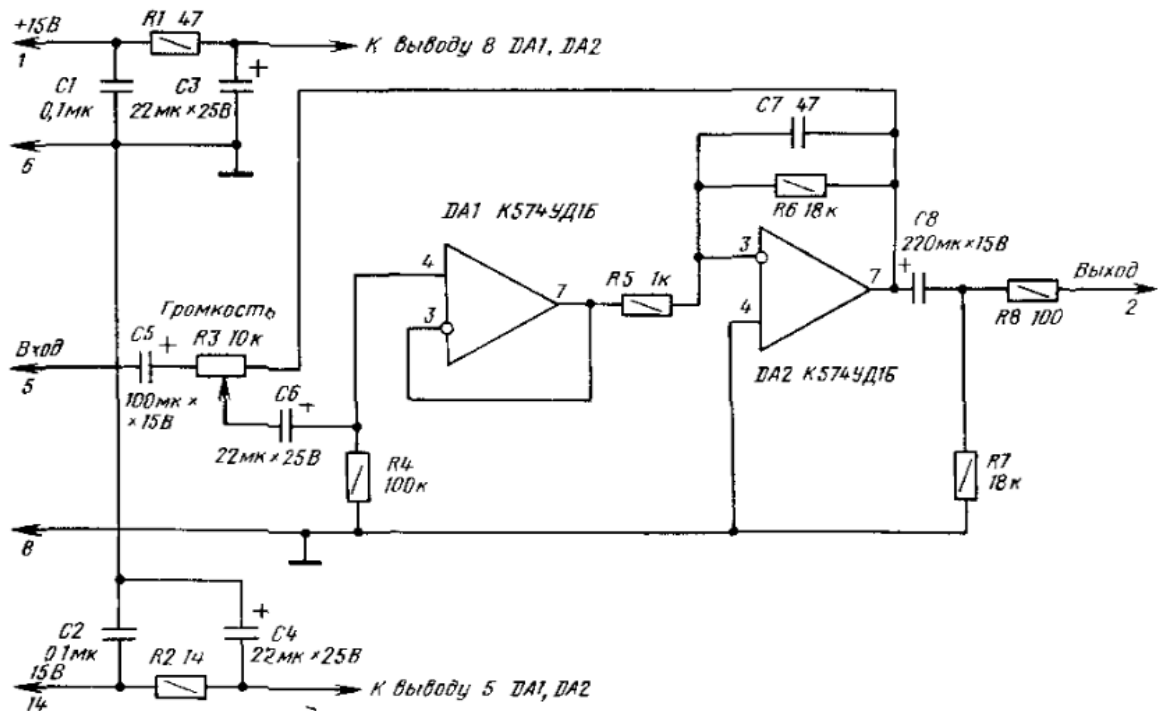 +15В
1
R1 47
К выводу 8 DA1, DA2
C1
0,1мк
C3
22мк×25В
+
6
C7 47
R6 18к
DA1 К574УД1Б
C8
220мк×15В
+
4
3
7
R5 1к
3
4
7
DA2 К574УД1Б
Выход
2
R8 100
Громкость
R3 10к
Вход
5
C5
+
100мк×
×15В
C6
+
22мк×25В
R4
100к
R7
18к
8
C2
0,1мк
+
C4
22мк×25В
R2 14
15В
14
К выводу 5 DA1, DA2